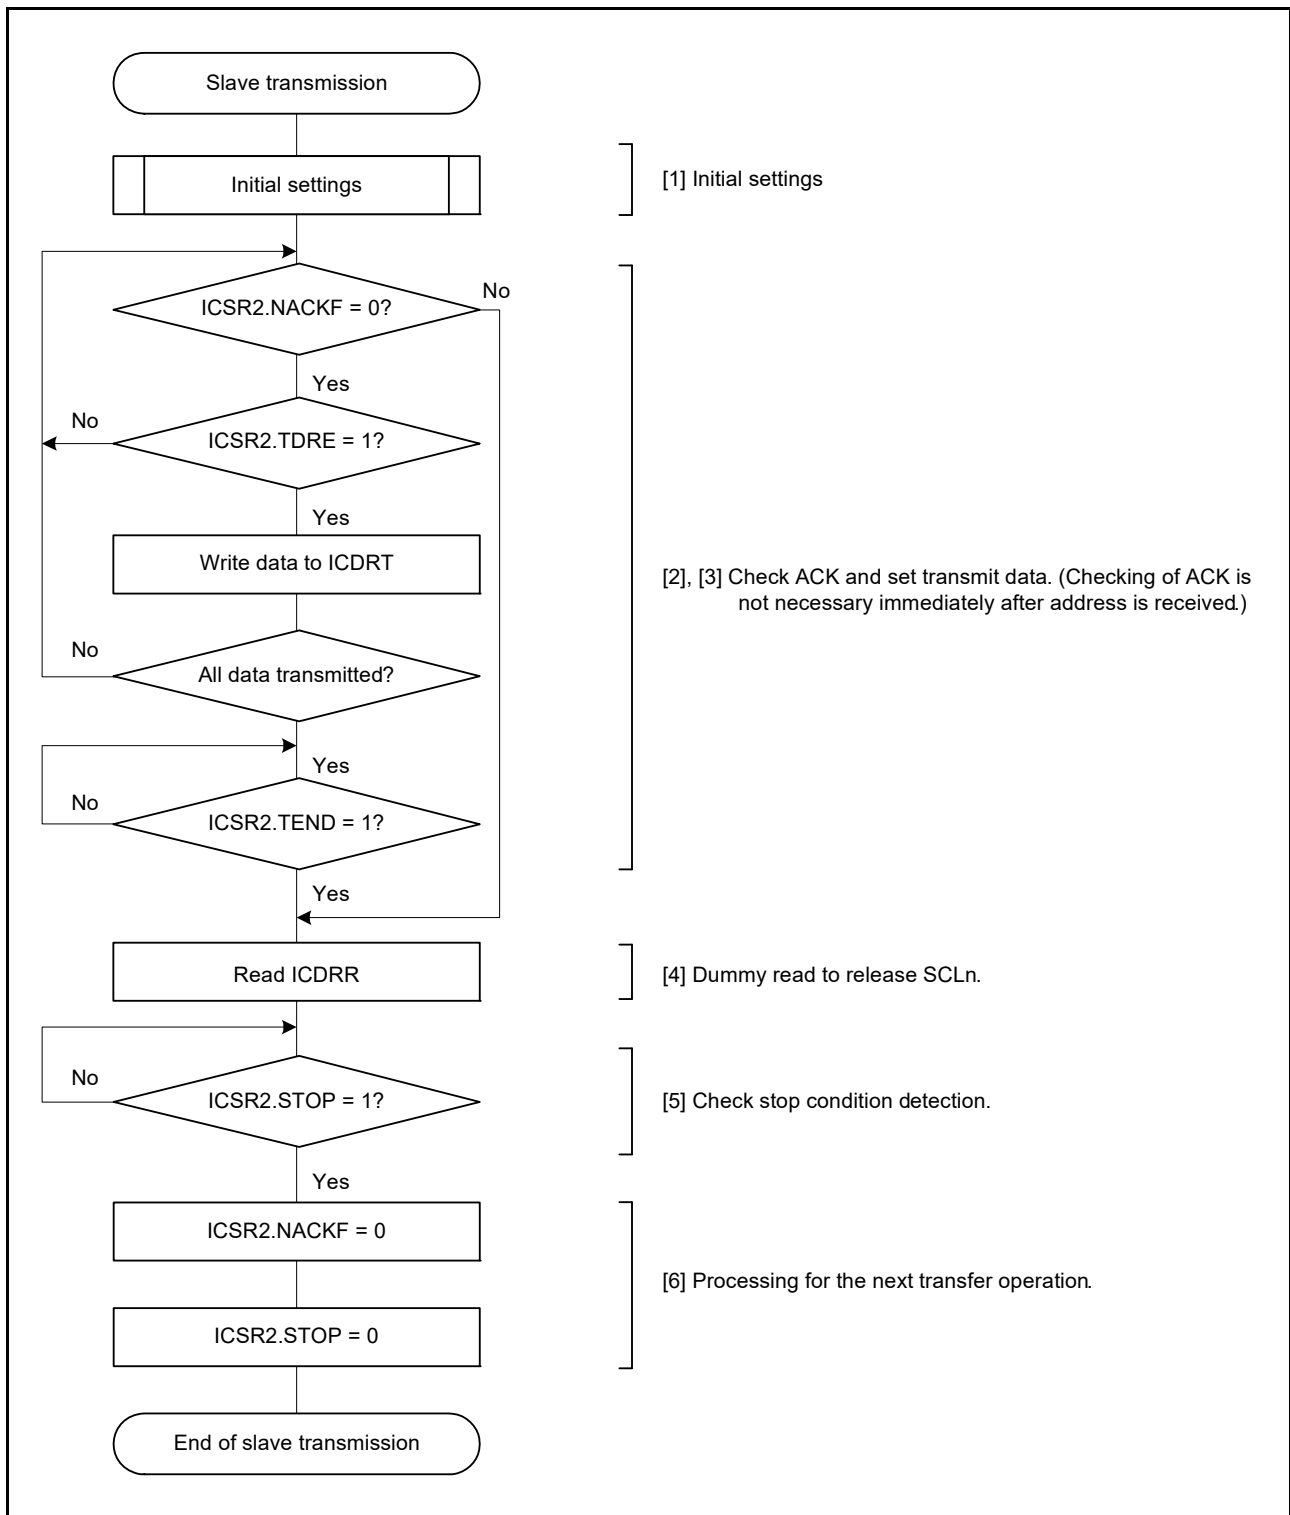 Slave transmission
Initial settings
[1] Initial settings
ICSR2.NACKF = 0?
No
Yes
No
ICSR2.TDRE = 1?
Yes
Write data to ICDRT
[2], [3] Check ACK and set transmit data. (Checking of ACK is
not necessary immediately after address is received.)
No
All data transmitted?
Yes
No
ICSR2.TEND = 1?
Yes
Read ICDRR
[4] Dummy read to release SCLn.
No
ICSR2.STOP = 1?
[5] Check stop condition detection.
Yes
ICSR2.NACKF = 0
[6] Processing for the next transfer operation.
ICSR2.STOP = 0
End of slave transmission